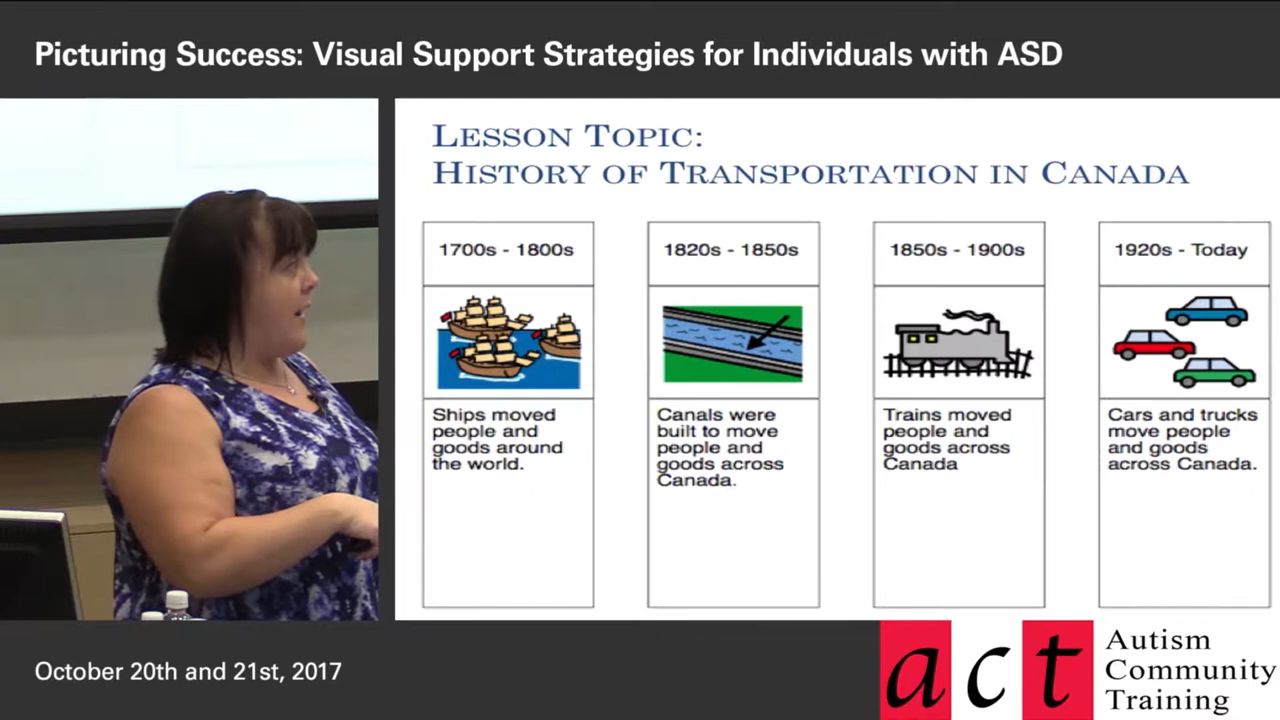 Picturing Success: Visual Support Strategies for Individuals with ASD
LESSON TOPIC:
HISTORY OF TRANSPORTATION IN CANADA
1700s - 1800s
Ships moved
people and
goods around
the world.
1820s - 1850s
Canals were
built to move
people and
goods across
Canada.
1850s - 1900s
Trains moved
people and
goods across
Canada
1920s - Today
Cars and trucks
move people
and goods
across Canada.
October 20th and 21st, 2017
act
Autism
Community
Training